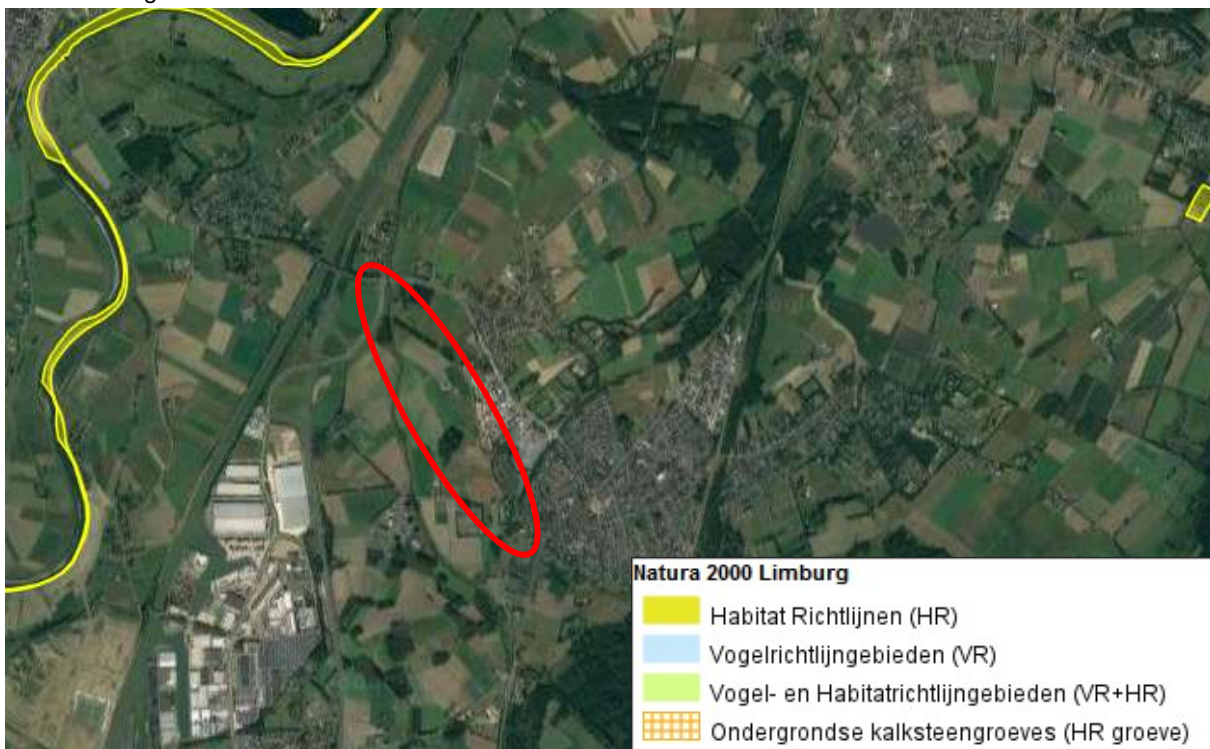 Natura 2000 Limburg
Habitat Richtlijnen (HR)
Vogelrichtlijngebieden (VR)
Vogel- en Habitatrichtlijngebieden (VR+HR)
Ondergrondse kalksteengroeves (HR groeve)